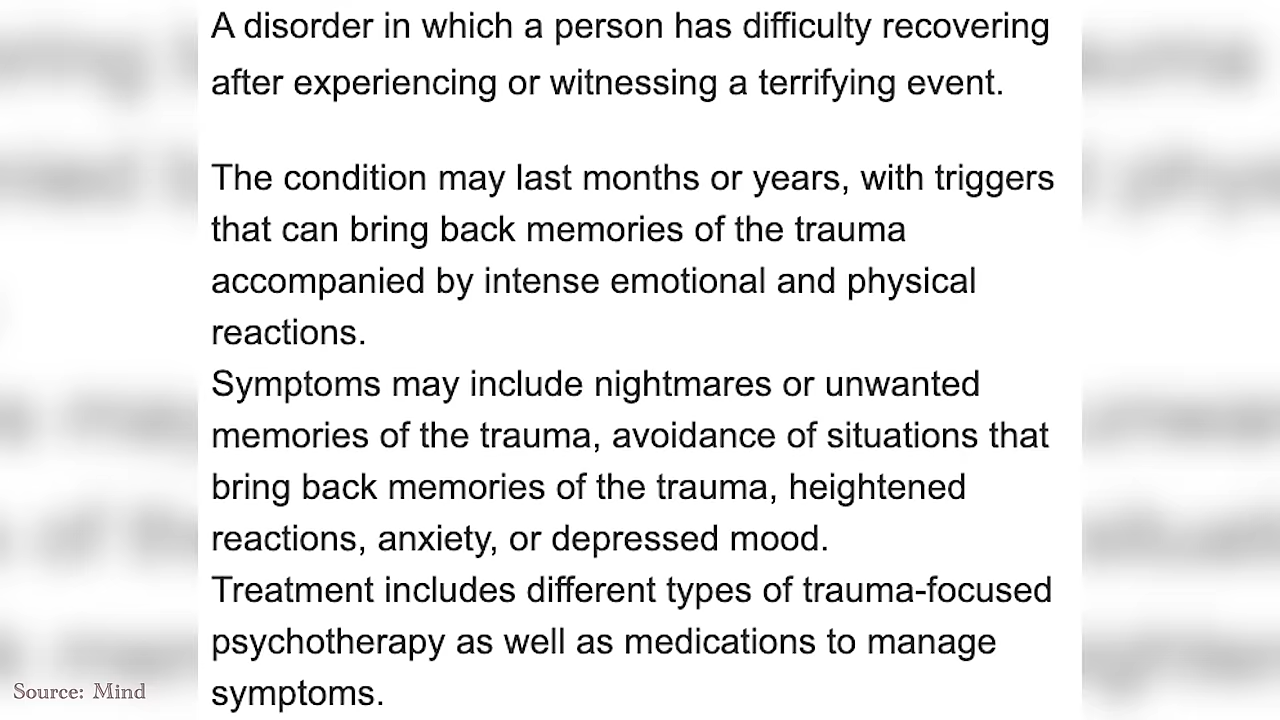 A disorder in which a person has difficulty recovering
after experiencing or witnessing a terrifying event.
The condition may last months or years, with triggers
that can bring back memories of the trauma
accompanied by intense emotional and physical
reactions.
Symptoms may include nightmares or unwanted
memories of the trauma, avoidance of situations that
bring back memories of the trauma, heightened
reactions, anxiety, or depressed mood.
Treatment includes different types of trauma-focused
psychotherapy as well as medications to manage
symptoms.
Source: Mind